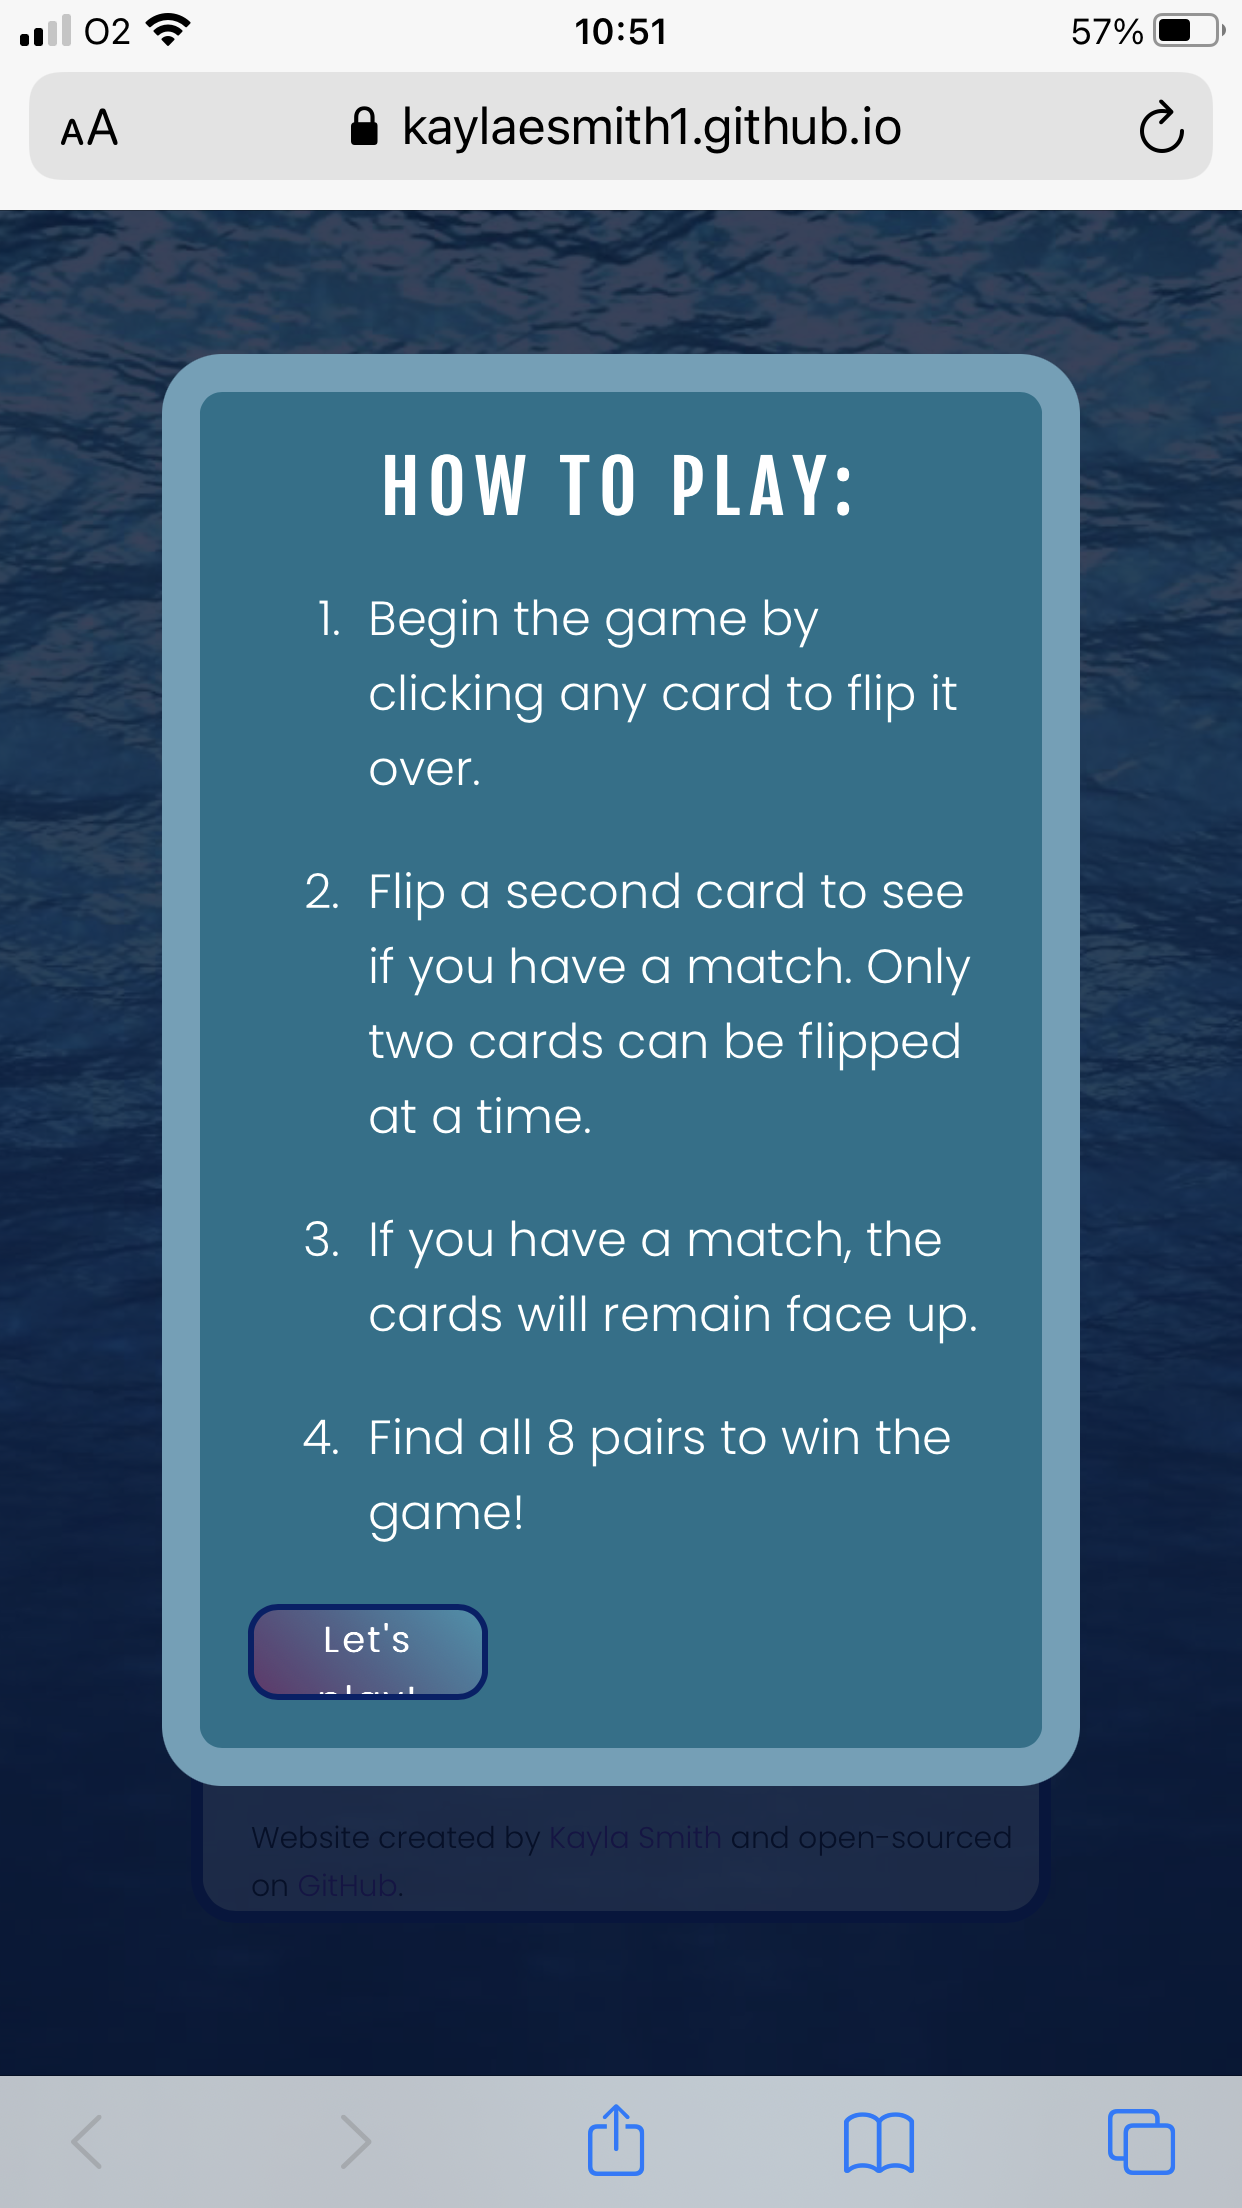 O2 10:51 57%
AA kaylaesmith1.github.io
HOW TO PLAY:
1. Begin the game by
clicking any card to flip it
over.
2. Flip a second card to see
if you have a match. Only
two cards can be flipped
at a time.
3. If you have a match, the
cards will remain face up.
4. Find all 8 pairs to win the
game!
Let's
play!
Website created by Kayla Smith and open-sourced
on GitHub.